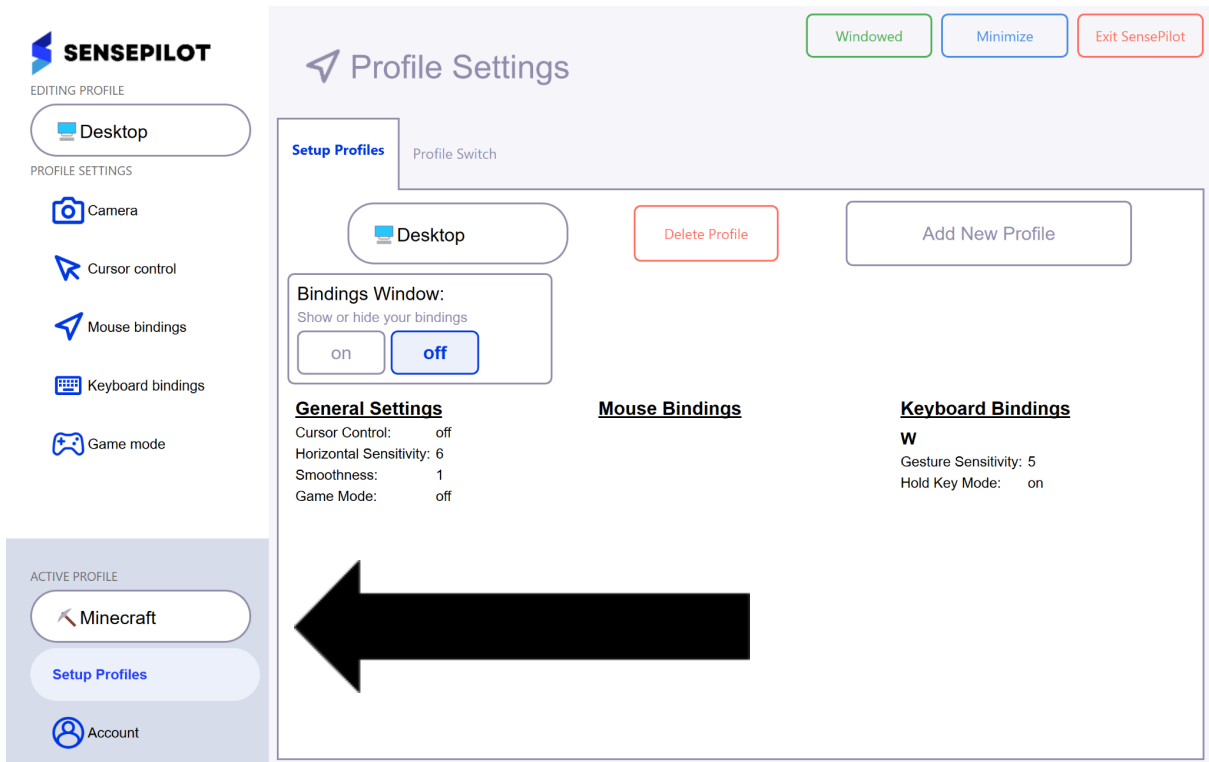 SENSEPILOT
EDITING PROFILE
Desktop
PROFILE SETTINGS
Camera
Cursor control
Mouse bindings
Keyboard bindings
Game mode
ACTIVE PROFILE
Minecraft
Setup Profiles
Account
Profile Settings
Windowed
Minimize
Exit SensePilot
Setup Profiles
Profile Switch
Desktop
Delete Profile
Add New Profile
Bindings Window:
Show or hide your bindings
on
off
General Settings
Cursor Control: off
Horizontal Sensitivity: 6
Smoothness: 1
Game Mode: off
Mouse Bindings
Keyboard Bindings
W
Gesture Sensitivity: 5
Hold Key Mode: on